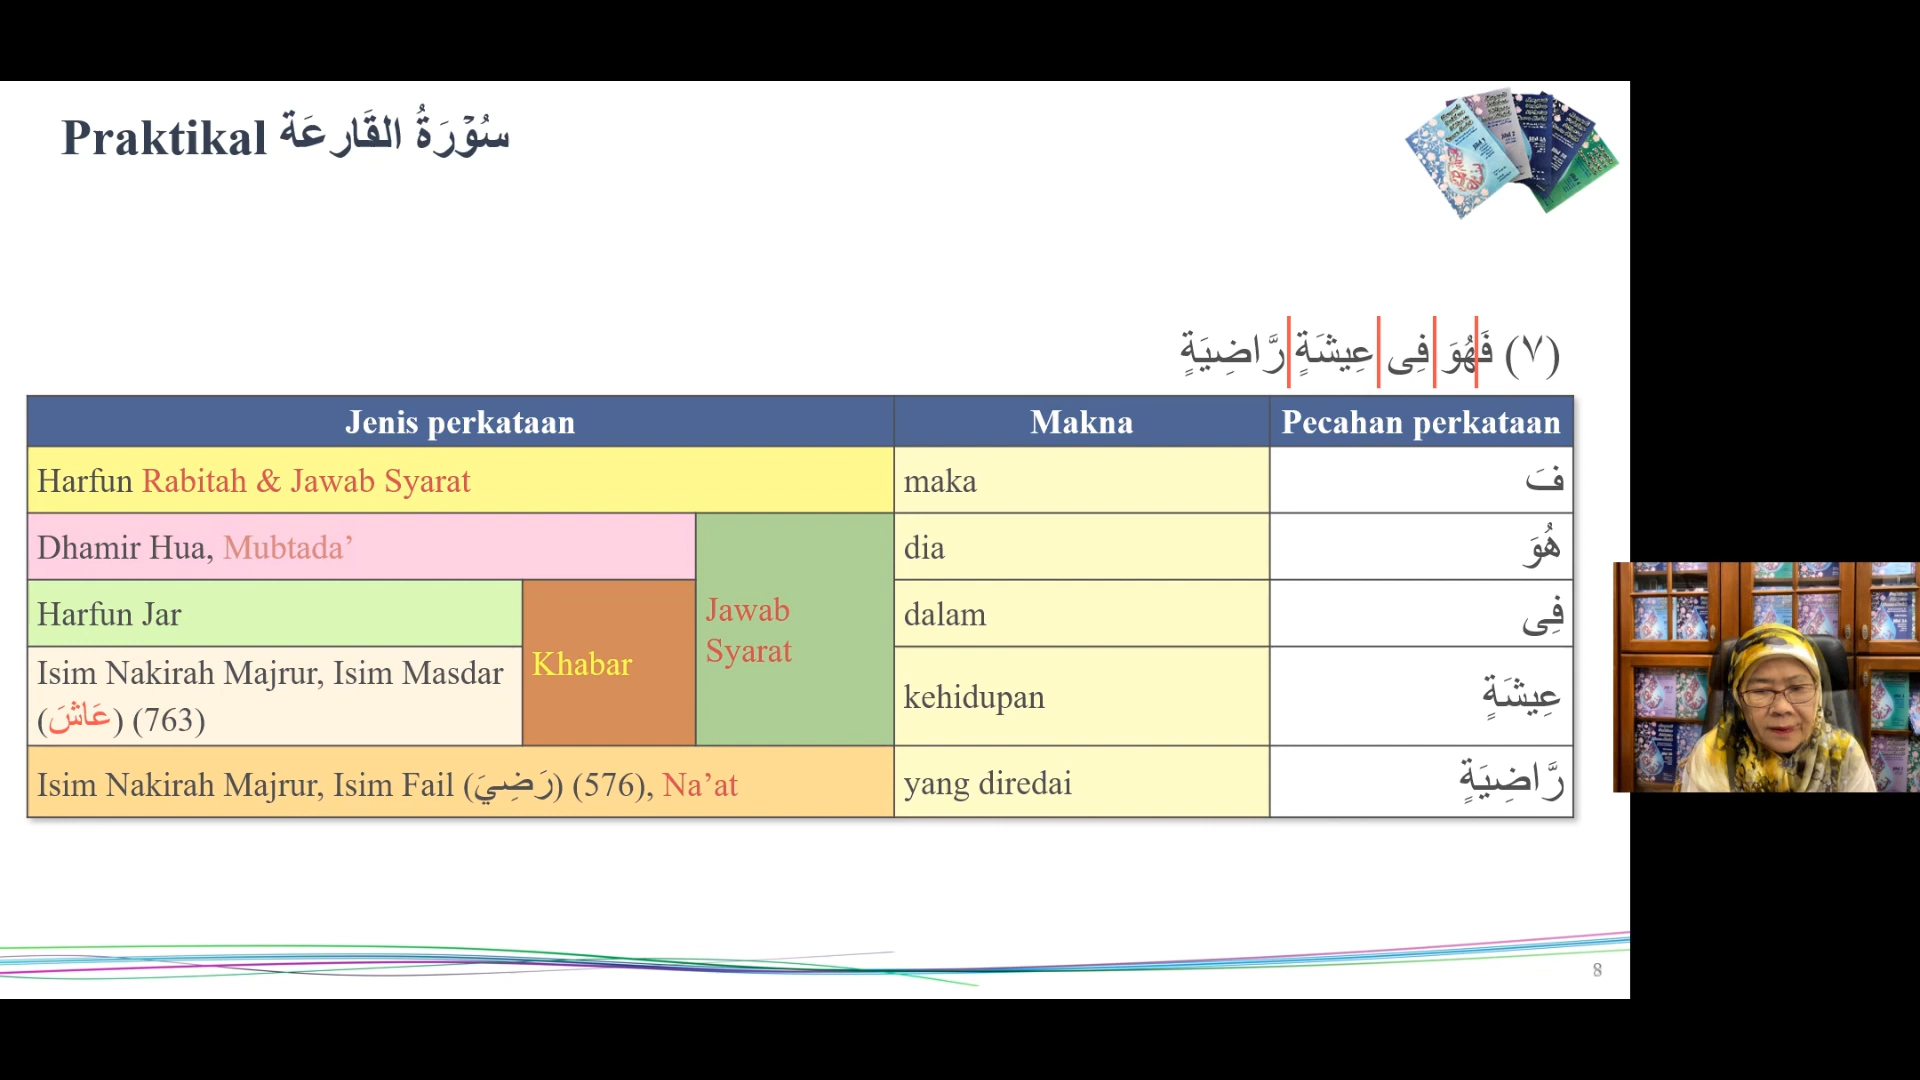 Praktikal سُوْرَةُ القَارِعَة
(٧) فَهُوَ فِى عِيشَةٍ رَّاضِيَةٍ
Jenis perkataan Makna Pecahan perkataan
Harfun Rabitah & Jawab Syarat maka فَ
Dhamir Hua, Mubtada’ dia هُوَ
Jawab Syarat
Harfun Jar dalam فِى
Khabar
Isim Nakirah Majrur, Isim Masdar
(عَاشَ) (763) kehidupan عِيشَةٍ
Isim Nakirah Majrur, Isim Fail (رَضِيَ) (576), Na’at yang diredai رَّاضِيَةٍ
8